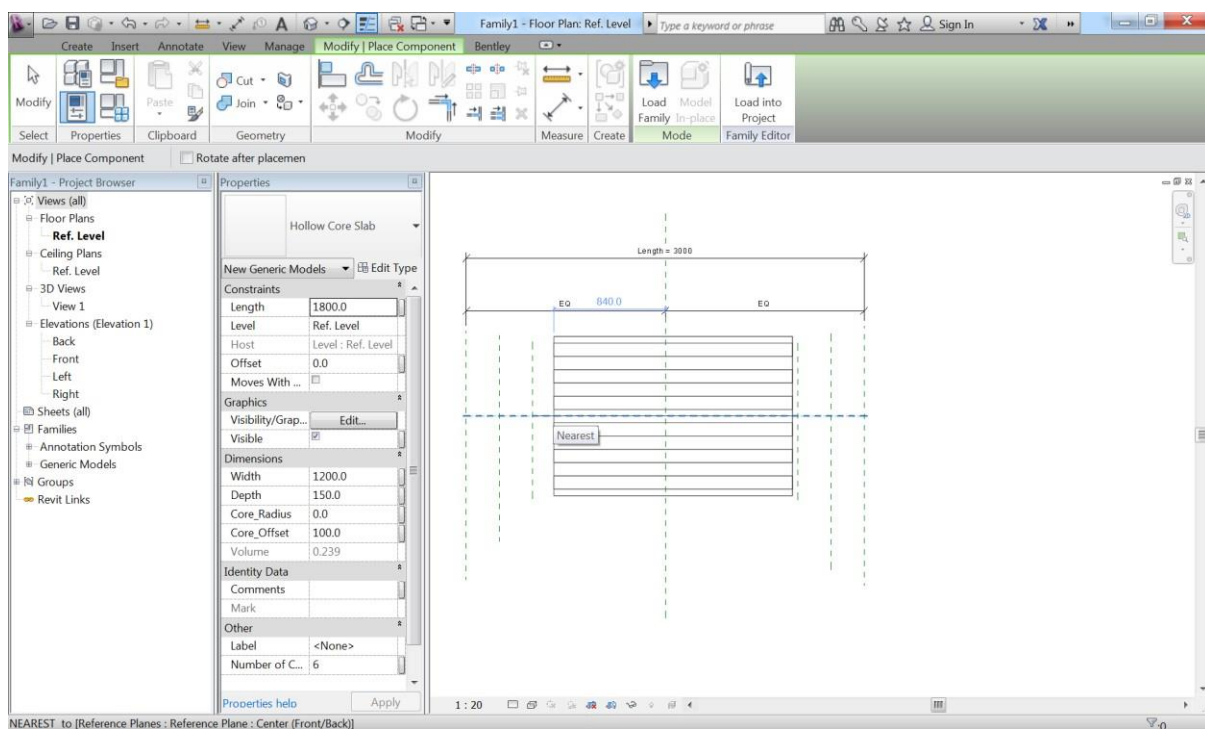 Family1 - Floor Plan: Ref. Level
Type a keyword or phrase
Sign In
Create Insert Annotate View Manage Modify | Place Component Bentley
Modify
Paste
Cut
Join
Load Family
Model In-place
Load into Project
Select Properties Clipboard Geometry Modify Measure Create Mode Family Editor
Modify | Place Component
Rotate after placemen
Family1 - Project Browser
Views (all)
Floor Plans
Ref. Level
Ceiling Plans
Ref. Level
3D Views
View 1
Elevations (Elevation 1)
Back
Front
Left
Right
Sheets (all)
Families
Annotation Symbols
Generic Models
Groups
Revit Links
Properties
Hollow Core Slab
New Generic Models Edit Type
Constraints
Length 1800.0
Level Ref. Level
Host Level : Ref. Level
Offset 0.0
Moves With ...
Graphics
Visibility/Grap... Edit...
Visible
Dimensions
Width 1200.0
Depth 150.0
Core_Radius 0.0
Core_Offset 100.0
Volume 0.239
Identity Data
Comments
Mark
Other
Label <None>
Number of C... 6
Properties help Apply
Length = 3000
EQ 840.0 EQ
Nearest
1 : 20
NEAREST to [Reference Planes : Reference Plane : Center (Front/Back)]
:0